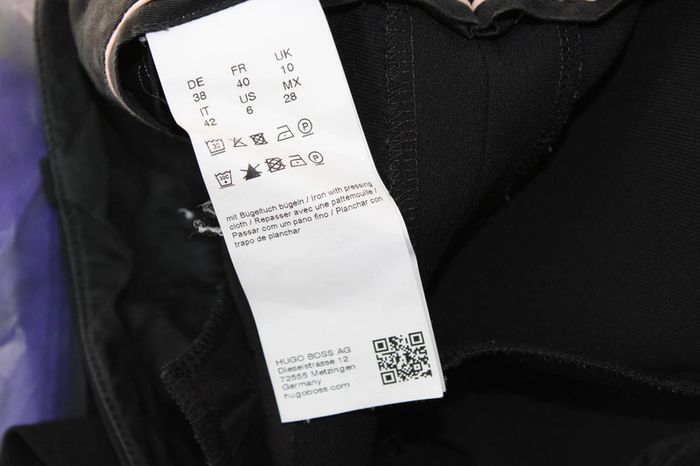 DE FR UK
38 40 10
IT US MX
42 6 28
mit Bügeltuch bügeln / Iron with pressing
cloth / Repasser avec une pattemouille /
Passar com um pano fino / Planchar con
trapo de planchar
HUGO BOSS AG
Dieselstrasse 12
72555 Metzingen
Germany
hugoboss.com